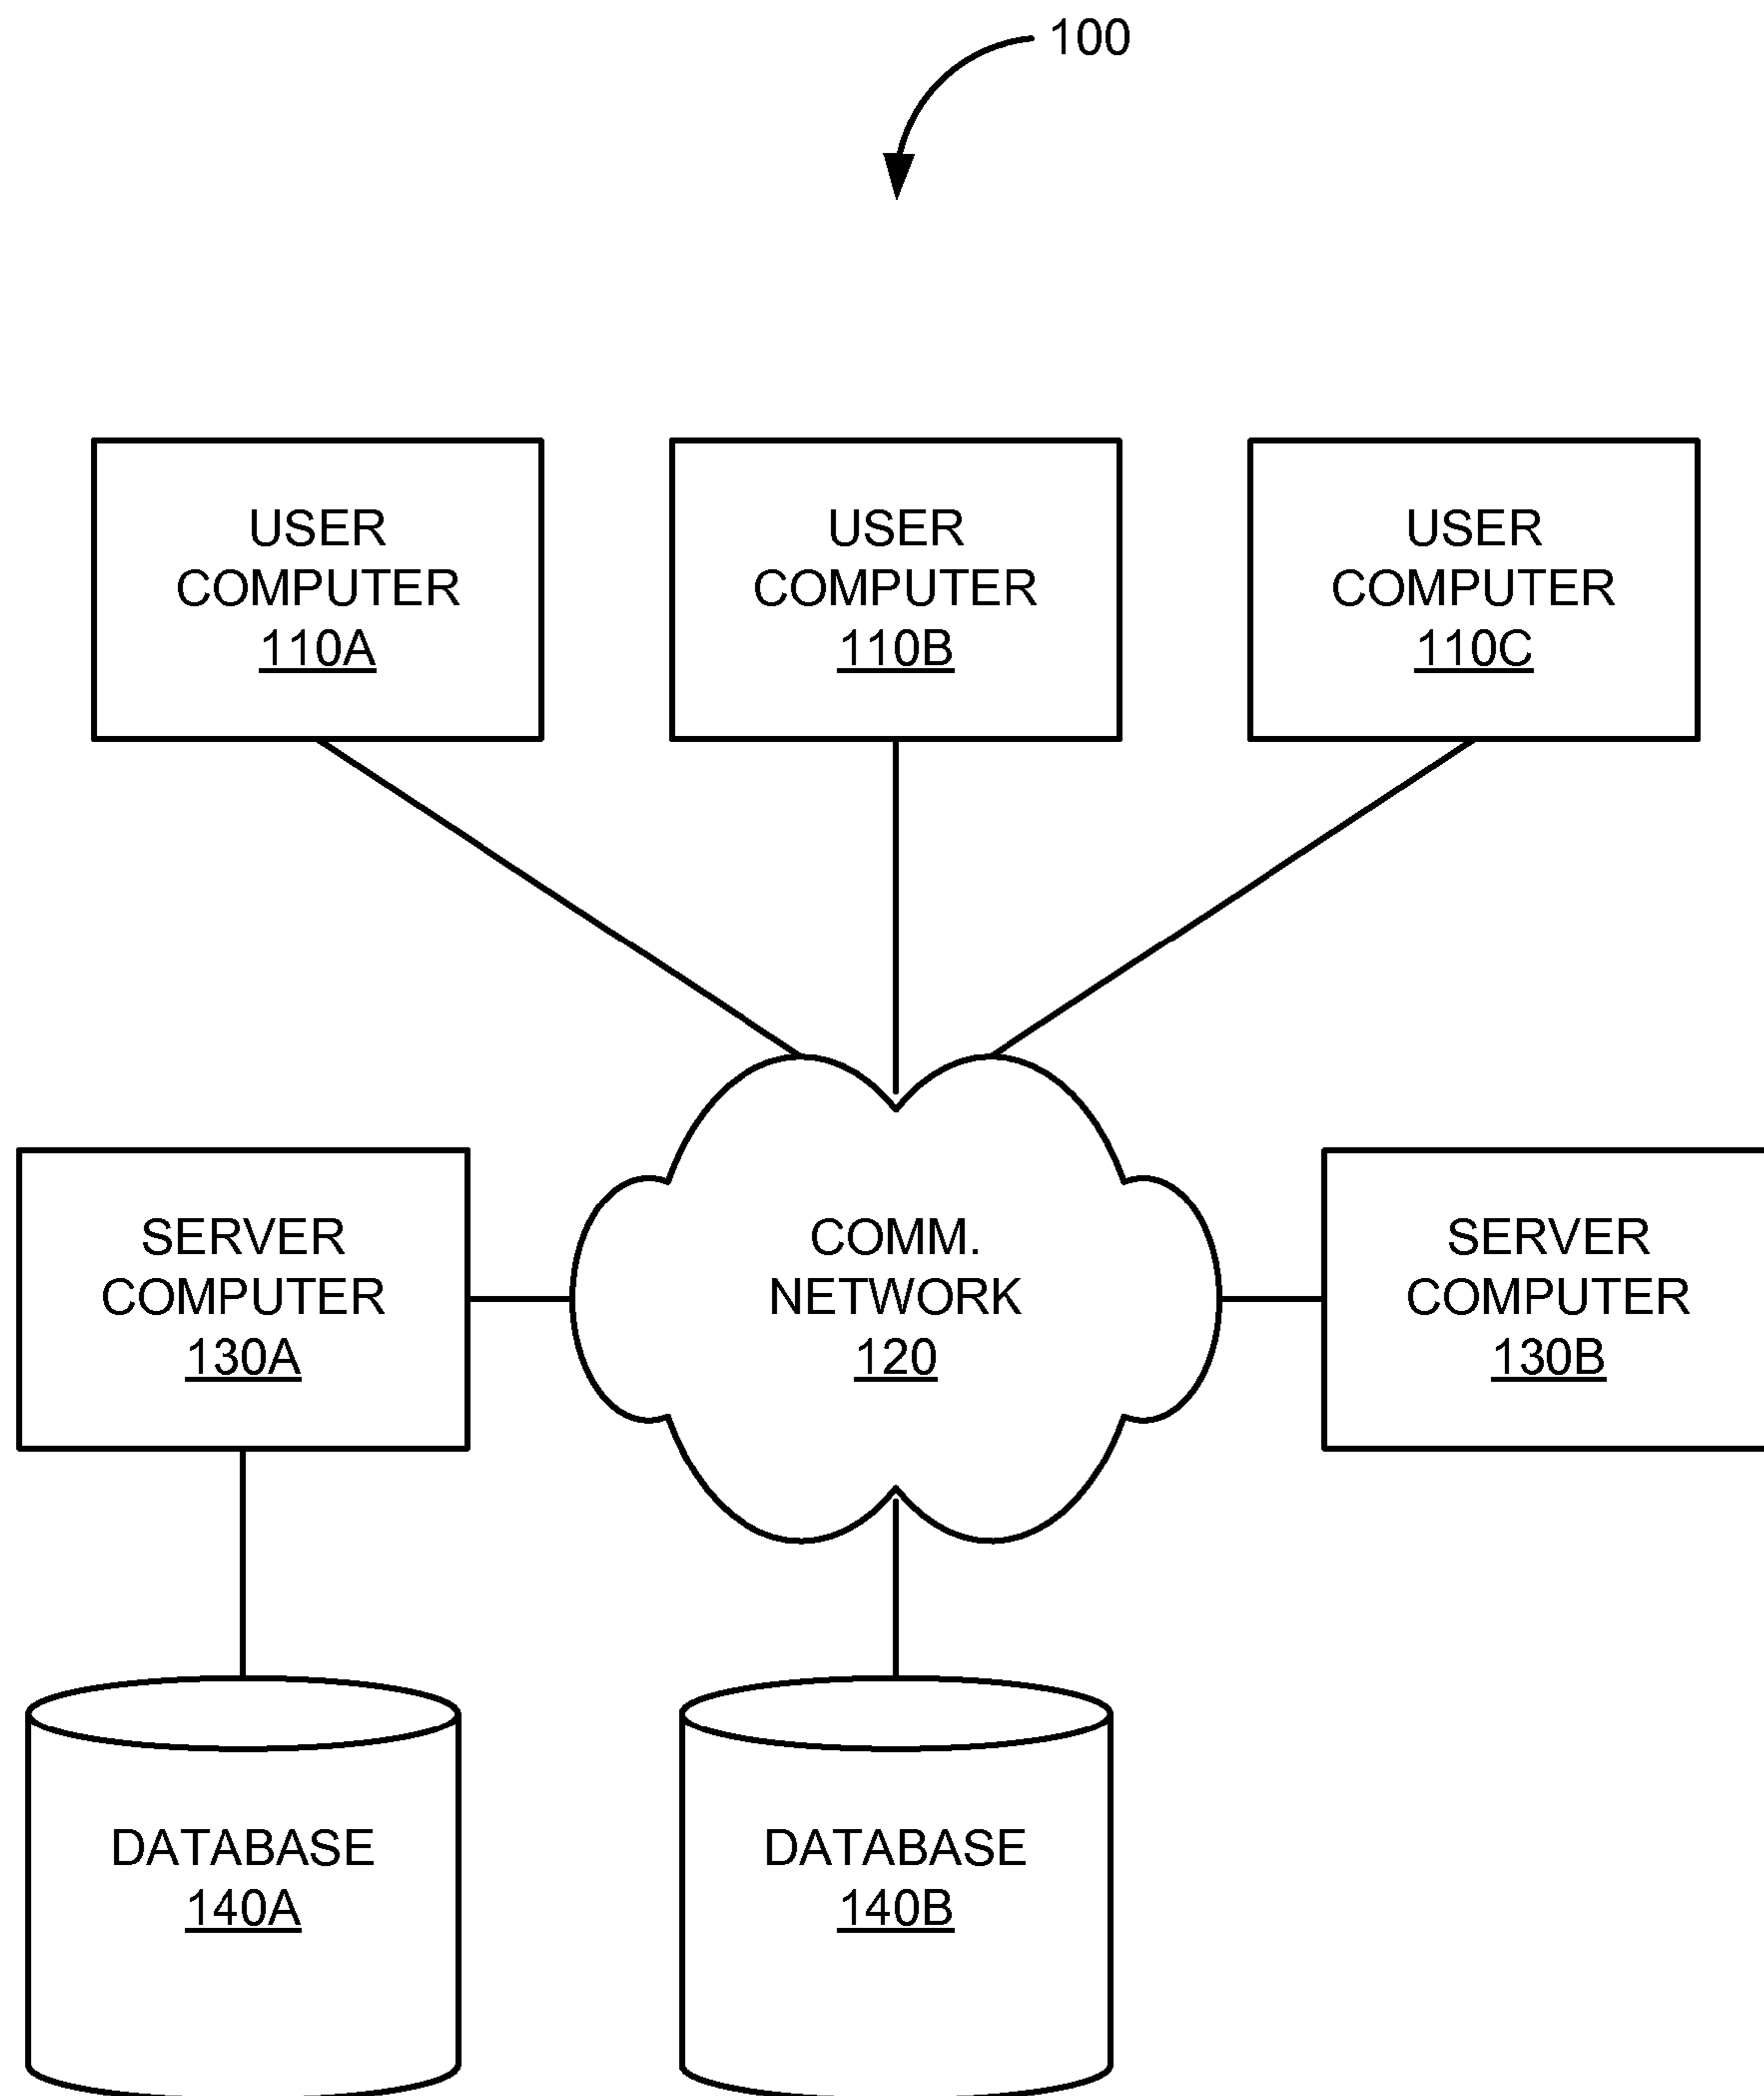 100
USER
COMPUTER
110A
USER
COMPUTER
110B
USER
COMPUTER
110C
SERVER
COMPUTER
130A
COMM.
NETWORK
120
SERVER
COMPUTER
130B
DATABASE
140A
DATABASE
140B